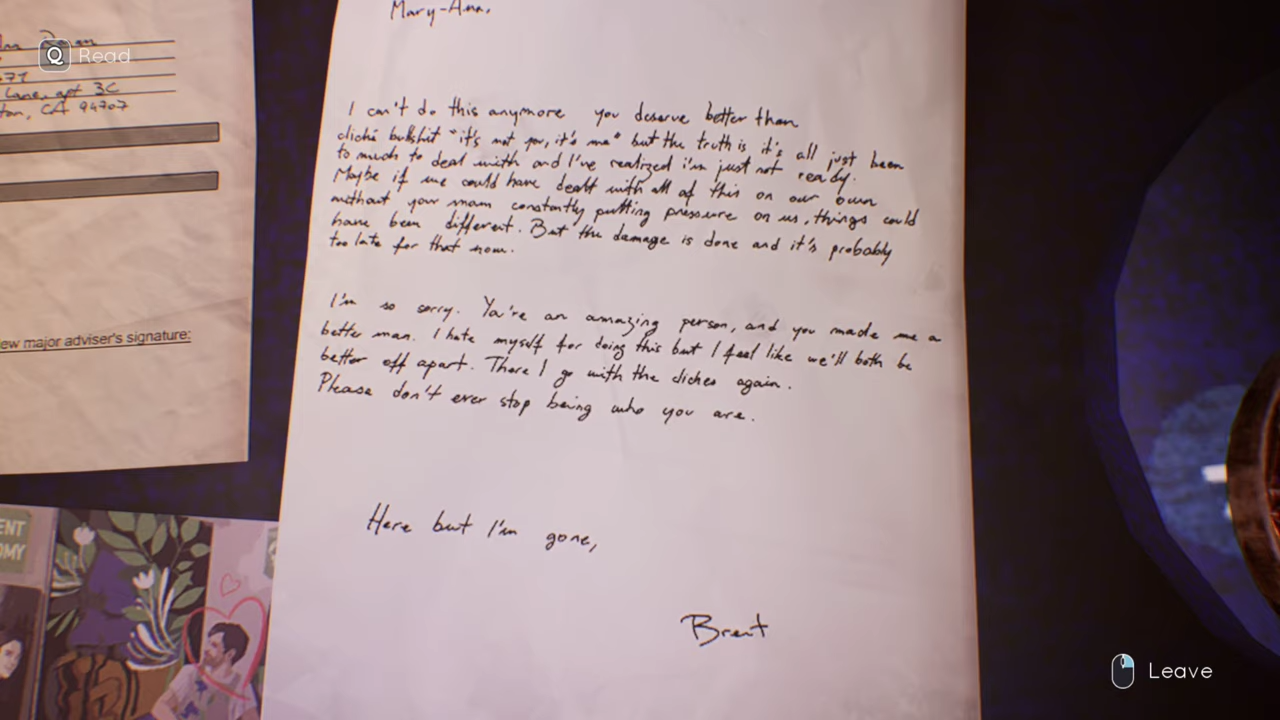 Mary-Ann,
I can't do this anymore you deserve better than
cliché bullshit "it's not you, it's me" but the truth is it's all just been
to much to deal with and I've realized i'm just not ready.
Maybe if we could have dealt with all of this on our own
without your mom constantly putting pressure on us, things could
have been different. But the damage is done and it's probably
too late for that now.
I'm so sorry. You're an amazing person, and you made me a
better man. I hate myself for doing this but I feel like we'll both be
better off apart. There I go with the cliches again.
Please don't ever stop being who you are.
Here but I'm gone,
Brent
Q Read
71
Lane, apt 3C
ton, CA 94707
ew major adviser's signature:
ENT
OMY
Leave